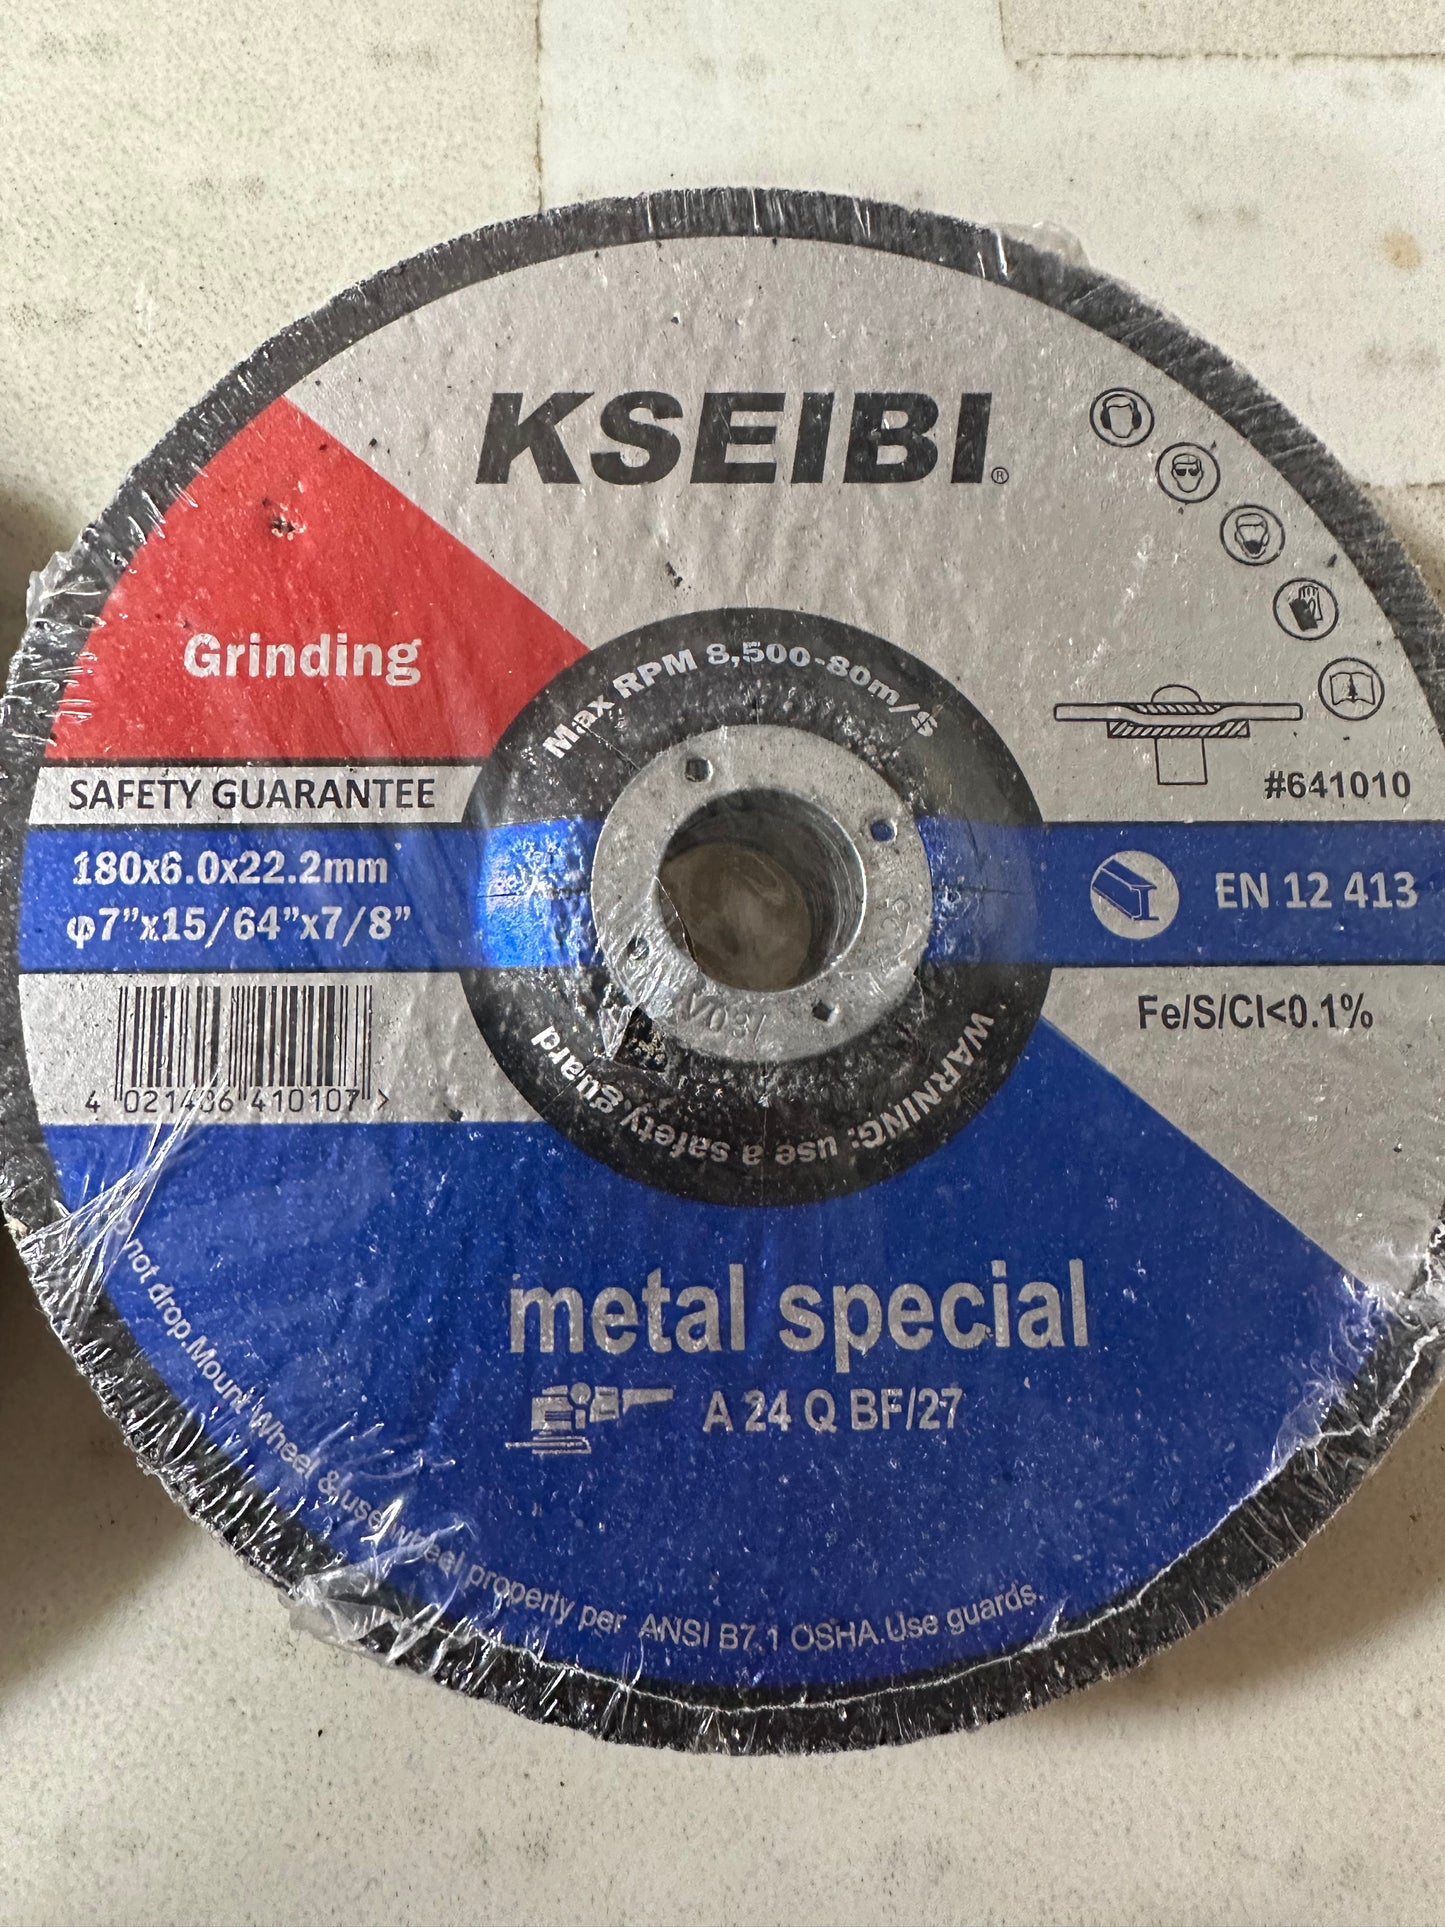 KSEIBI®
Grinding
Max RPM 8,500-80m/S
SAFETY GUARANTEE
#641010
180x6.0x22.2mm
φ7”x15/64”x7/8”
EN 12 413
Fe/S/Cl<0.1%
4 021406 410107 >
WARNING: use a safety guard
metal special
A 24 Q BF/27
not drop.Mount Wheel & use wheel properly per ANSI B7.1 OSHA.Use guards.